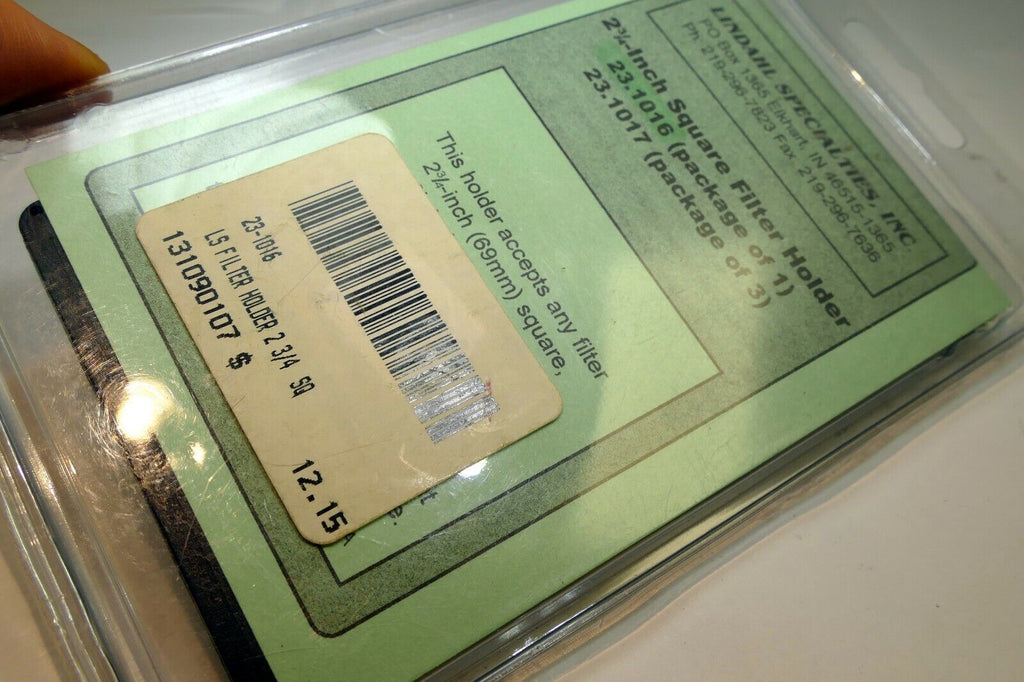 LINDAHL SPECIALTIES, INC
PO Box 1365 Elkhart, IN 46515-1365
Ph. 219-296-7823 Fax. 219-296-7636
2¾-Inch Square Filter Holder
23.1016 (package of 1)
23.1017 (package of 3)
This holder accepts any filter
2¾-inch (69mm) square,
23-1016
LS FILTER HOLDER 2 3/4 SQ
131090107 $ 12.15